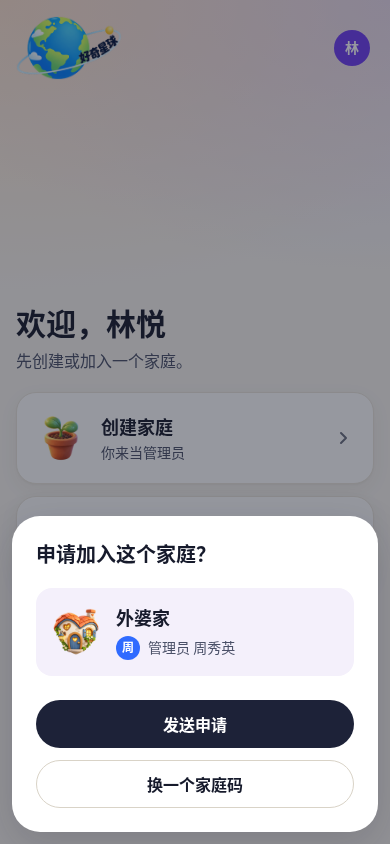 好奇星球
林
欢迎，林悦
先创建或加入一个家庭。
创建家庭
你来当管理员
申请加入这个家庭？
外婆家
周 管理员 周秀英
发送申请
换一个家庭码